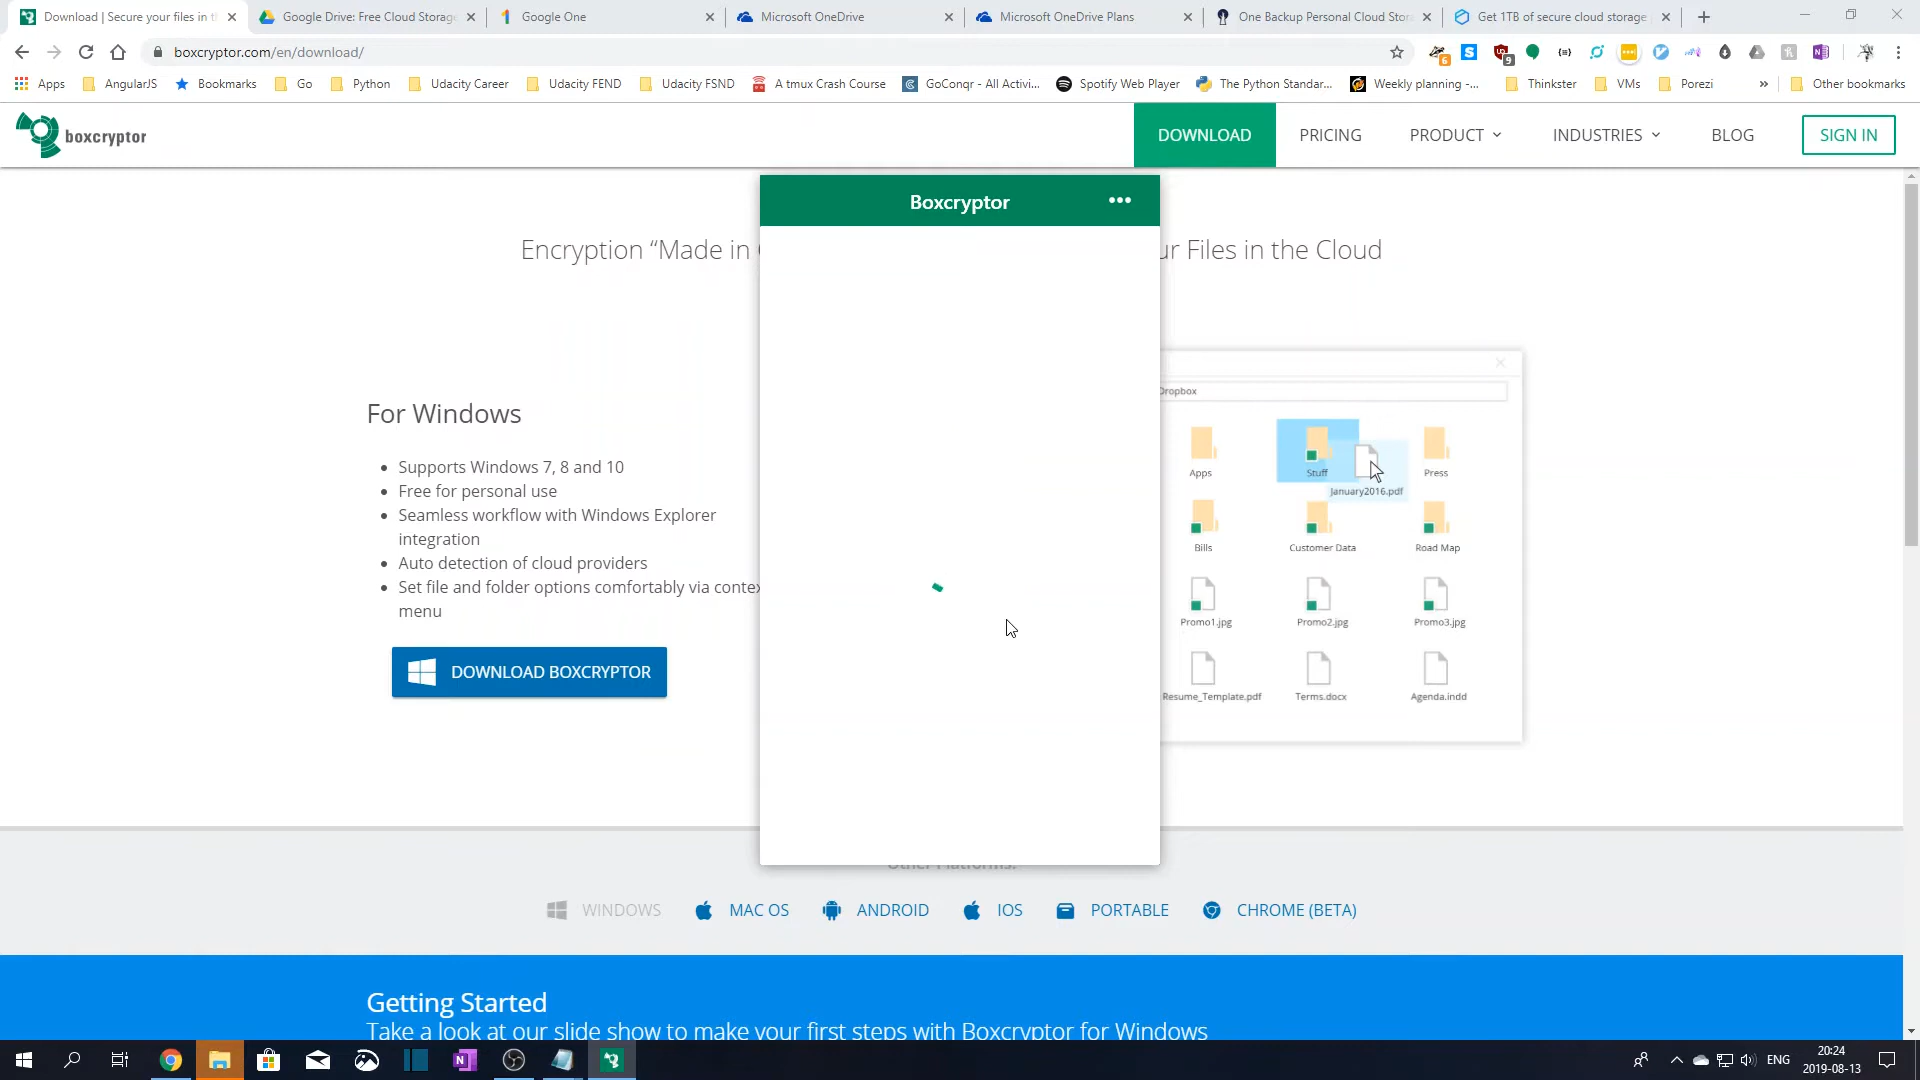 Download | Secure your files in th
Google Drive: Free Cloud Storage
Google One
Microsoft OneDrive
Microsoft OneDrive Plans
One Backup Personal Cloud Stor
Get 1TB of secure cloud storage
boxcryptor.com/en/download/
6
9
Apps
AngularJS
Bookmarks
Go
Python
Udacity Career
Udacity FEND
Udacity FSND
A tmux Crash Course
GoConqr - All Activi...
Spotify Web Player
The Python Standar...
Weekly planning -...
Thinkster
VMs
Porezi
»
Other bookmarks
boxcryptor
DOWNLOAD
PRICING
PRODUCT
INDUSTRIES
BLOG
SIGN IN
Boxcryptor
Encryption “Made in
ur Files in the Cloud
For Windows
Supports Windows 7, 8 and 10
Free for personal use
Seamless workflow with Windows Explorer
integration
Auto detection of cloud providers
Set file and folder options comfortably via contex
menu
DOWNLOAD BOXCRYPTOR
Dropbox
Apps
Stuff
Press
January2016.pdf
Bills
Customer Data
Road Map
Promo1.jpg
Promo2.jpg
Promo3.jpg
Resume_Template.pdf
Terms.docx
Agenda.indd
Other Platforms:
WINDOWS
MAC OS
ANDROID
IOS
PORTABLE
CHROME (BETA)
Getting Started
Take a look at our slide show to make your first steps with Boxcryptor for Windows
ENG
20:24
2019-08-13